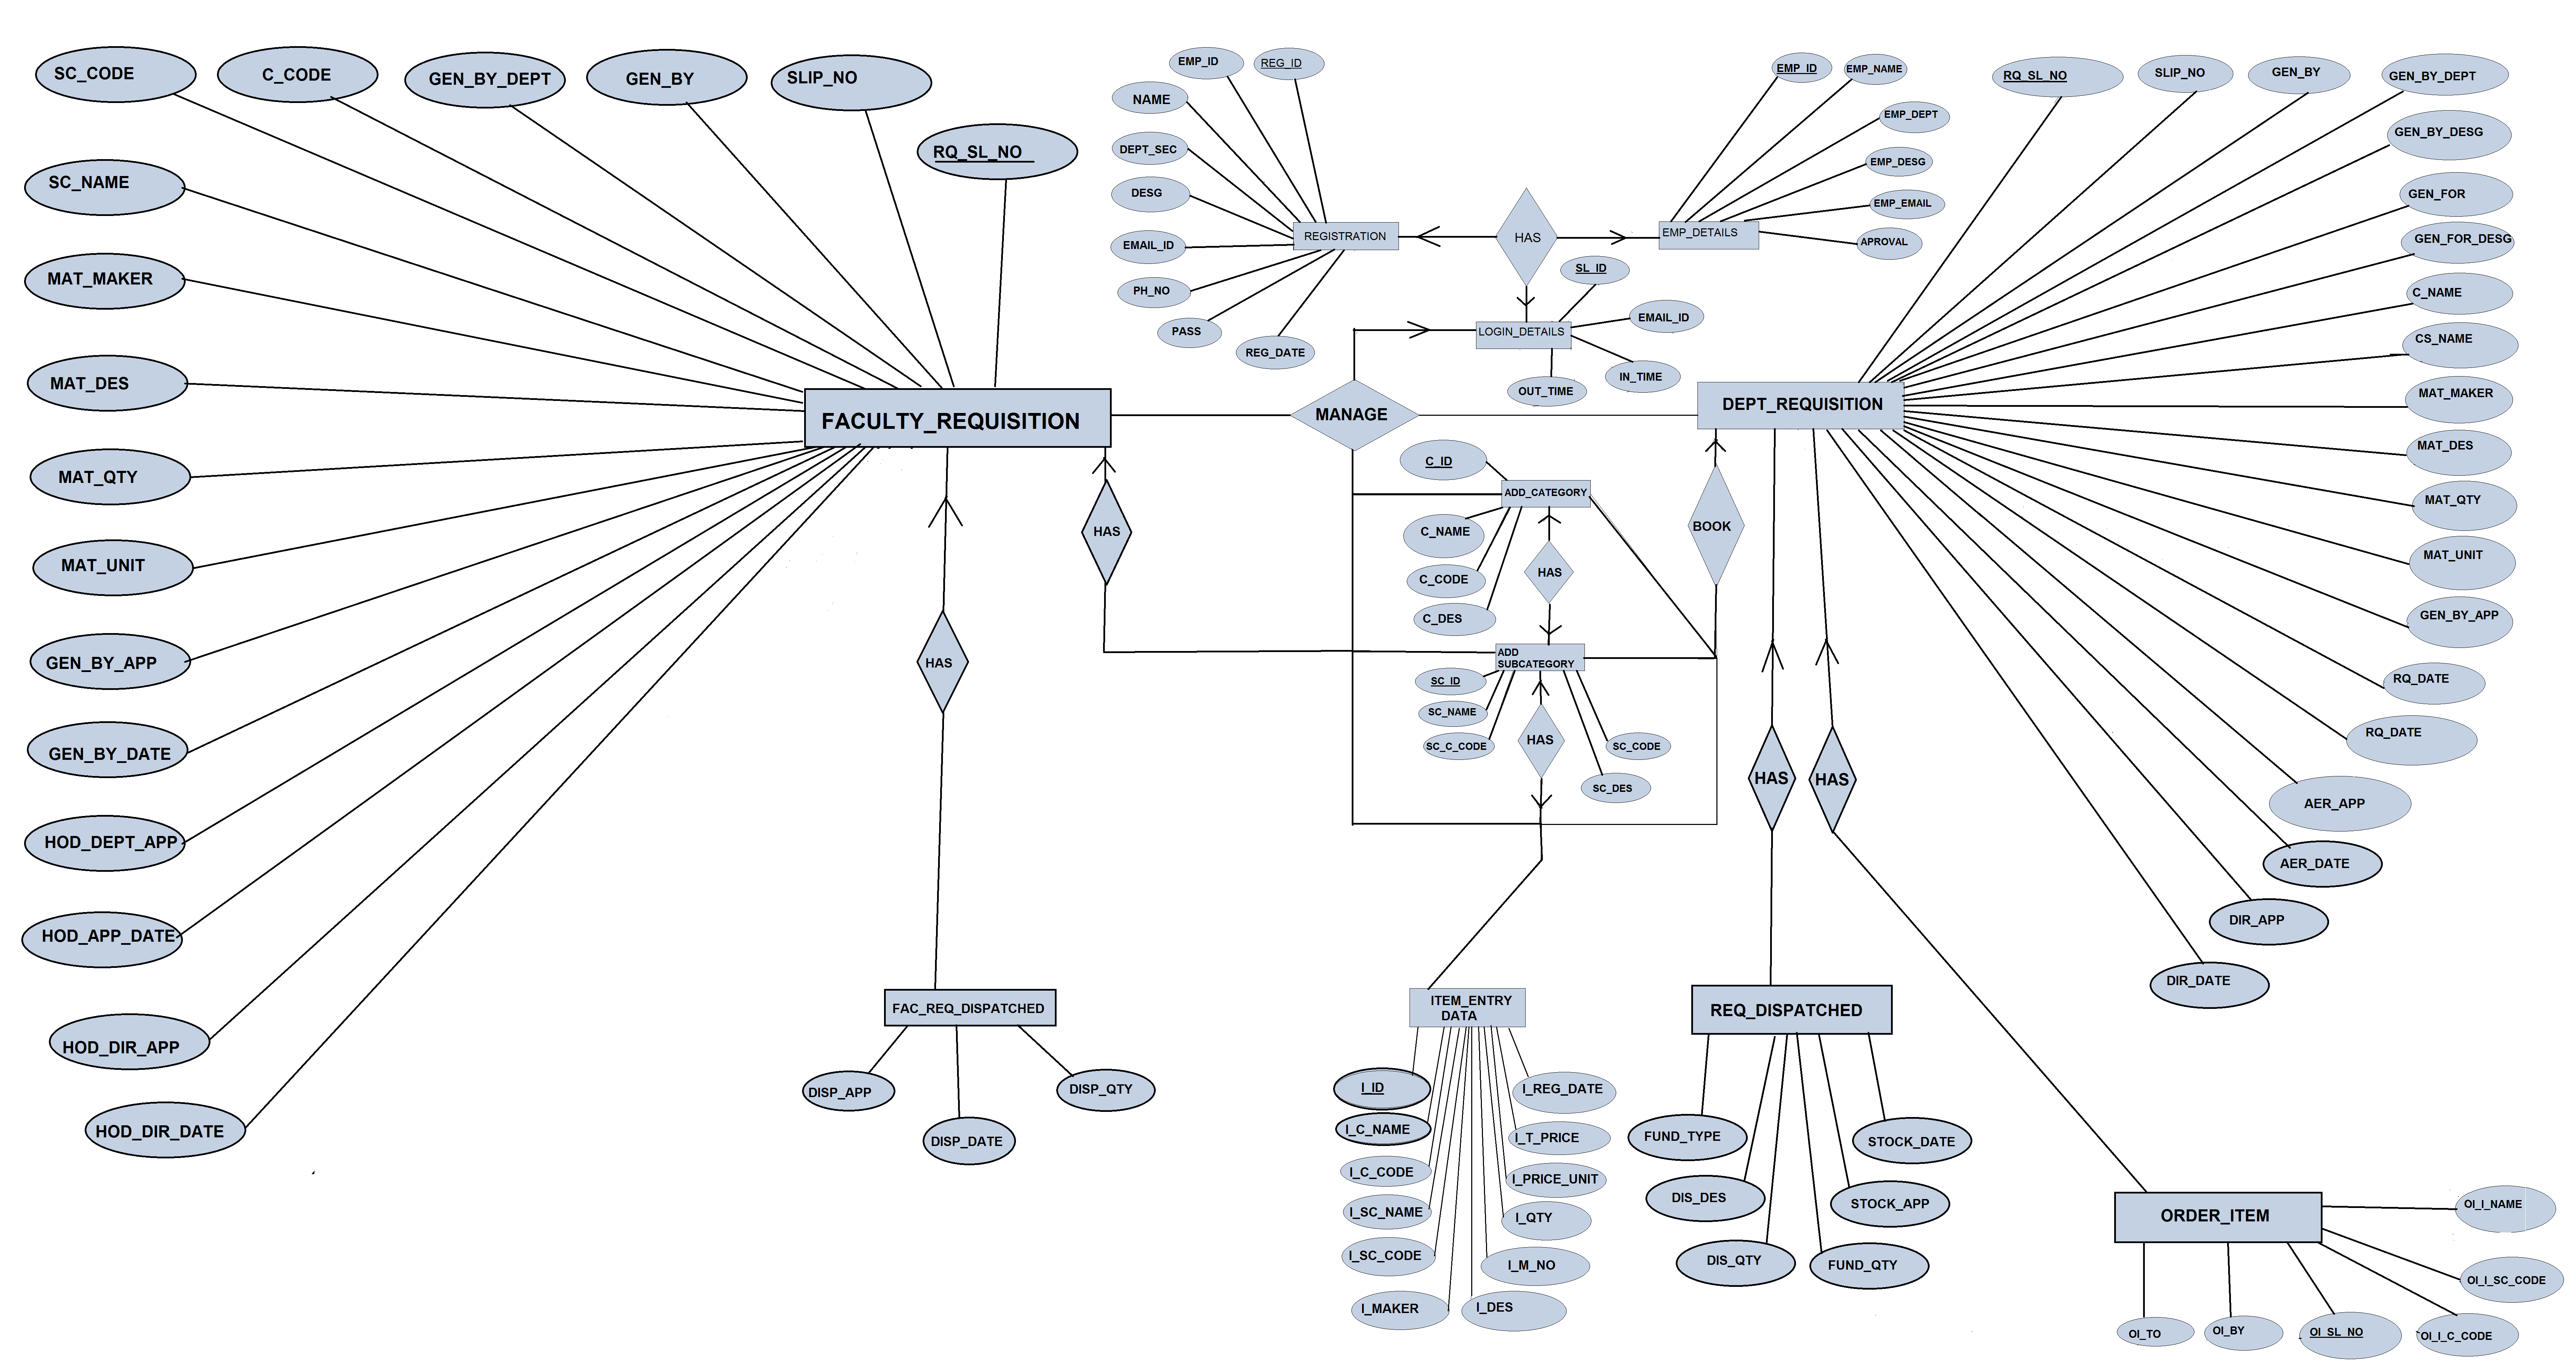 SC_CODE
C_CODE
GEN_BY_DEPT
GEN_BY
SLIP_NO
RQ_SL_NO
SC_NAME
MAT_MAKER
MAT_DES
MAT_QTY
MAT_UNIT
GEN_BY_APP
GEN_BY_DATE
HOD_DEPT_APP
HOD_APP_DATE
HOD_DIR_APP
HOD_DIR_DATE
FACULTY_REQUISITION
HAS
FAC_REQ_DISPATCHED
DISP_APP
DISP_DATE
DISP_QTY
HAS
EMP_ID
REG_ID
NAME
DEPT_SEC
DESG
EMAIL_ID
PH_NO
PASS
REG_DATE
REGISTRATION
HAS
EMP_ID
EMP_NAME
EMP_DEPT
EMP_DESG
EMP_EMAIL
APROVAL
EMP_DETAILS
SL_ID
EMAIL_ID
IN_TIME
OUT_TIME
LOGIN_DETAILS
MANAGE
C_ID
ADD_CATEGORY
C_NAME
C_CODE
C_DES
HAS
ADD
SUBCATEGORY
SC_ID
SC_NAME
SC_C_CODE
SC_CODE
SC_DES
HAS
BOOK
ITEM_ENTRY
DATA
I_ID
I_C_NAME
I_C_CODE
I_SC_NAME
I_SC_CODE
I_MAKER
I_REG_DATE
I_T_PRICE
I_PRICE_UNIT
I_QTY
I_M_NO
I_DES
DEPT_REQUISITION
RQ_SL_NO
SLIP_NO
GEN_BY
GEN_BY_DEPT
GEN_BY_DESG
GEN_FOR
GEN_FOR_DESG
C_NAME
CS_NAME
MAT_MAKER
MAT_DES
MAT_QTY
MAT_UNIT
GEN_BY_APP
RQ_DATE
RQ_DATE
AER_APP
AER_DATE
DIR_APP
DIR_DATE
HAS
HAS
REQ_DISPATCHED
FUND_TYPE
DIS_DES
DIS_QTY
FUND_QTY
STOCK_APP
STOCK_DATE
ORDER_ITEM
OI_I_NAME
OI_I_SC_CODE
OI_I_C_CODE
OI_SL_NO
OI_BY
OI_TO